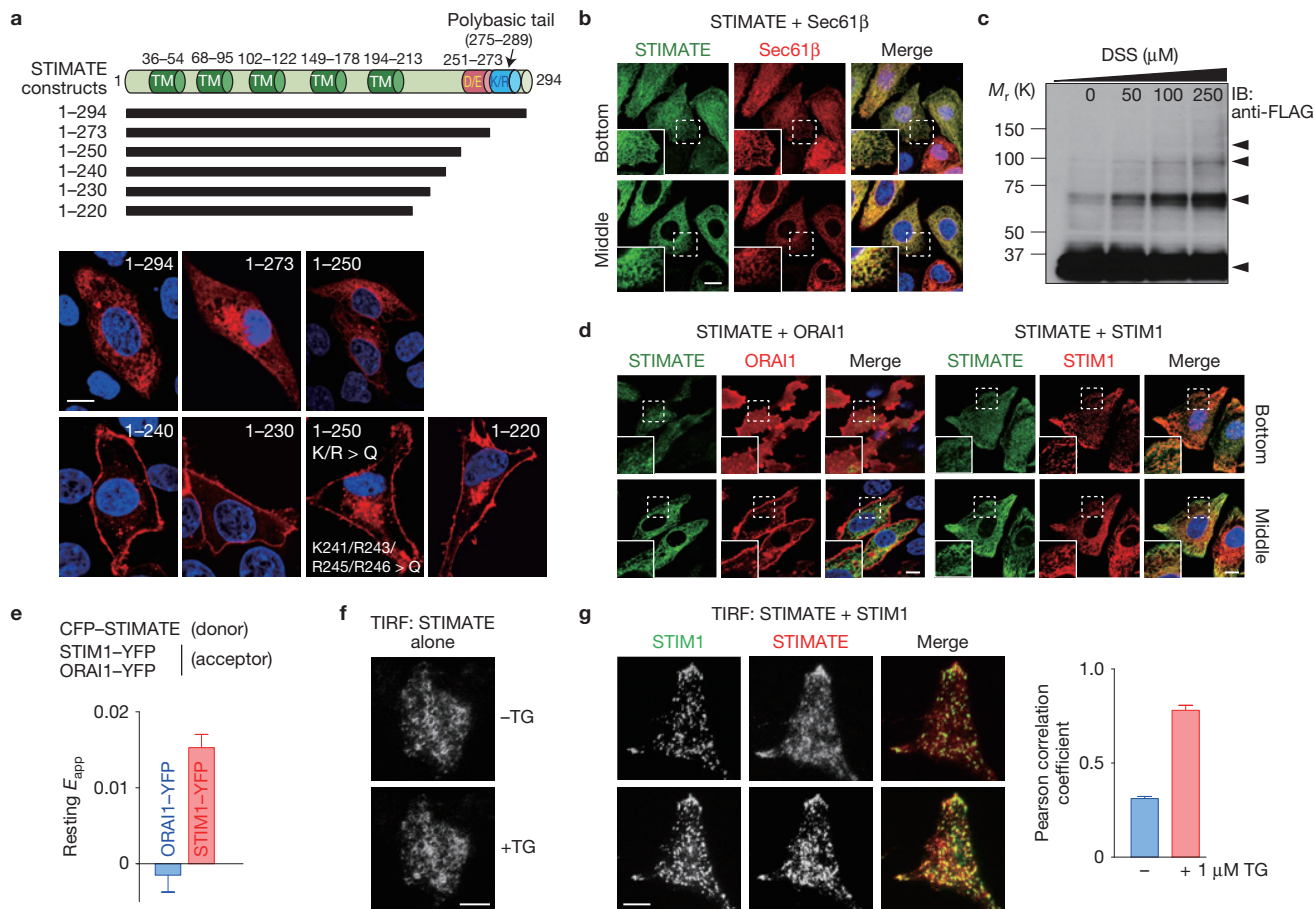 a
Polybasic tail
(275–289)
36–54 68–95 102–122 149–178 194–213 251–273
STIMATE
constructs
1 TM TM TM TM TM D/E K/R 294
1–294
1–273
1–250
1–240
1–230
1–220
1–294 1–273 1–250
1–240 1–230 1–250 1–220
K/R > Q
K241/R243/
R245/R246 > Q
b
STIMATE + Sec61β
STIMATE Sec61β Merge
Bottom
Middle
c
DSS (μM)
Mr (K) 0 50 100 250 IB:
anti-FLAG
150
100
75
50
37
d
STIMATE + ORAI1 STIMATE + STIM1
STIMATE ORAI1 Merge STIMATE STIM1 Merge
Bottom
Middle
e
CFP–STIMATE (donor)
STIM1–YFP
ORAI1–YFP
(acceptor)
0.02
0.01
0
Resting Eapp
ORAI1–YFP
STIM1–YFP
f
TIRF: STIMATE
alone
–TG
+TG
g
TIRF: STIMATE + STIM1
STIM1 STIMATE Merge
1.0
0.5
0
Pearson correlation
coefficient
– + 1 μM TG